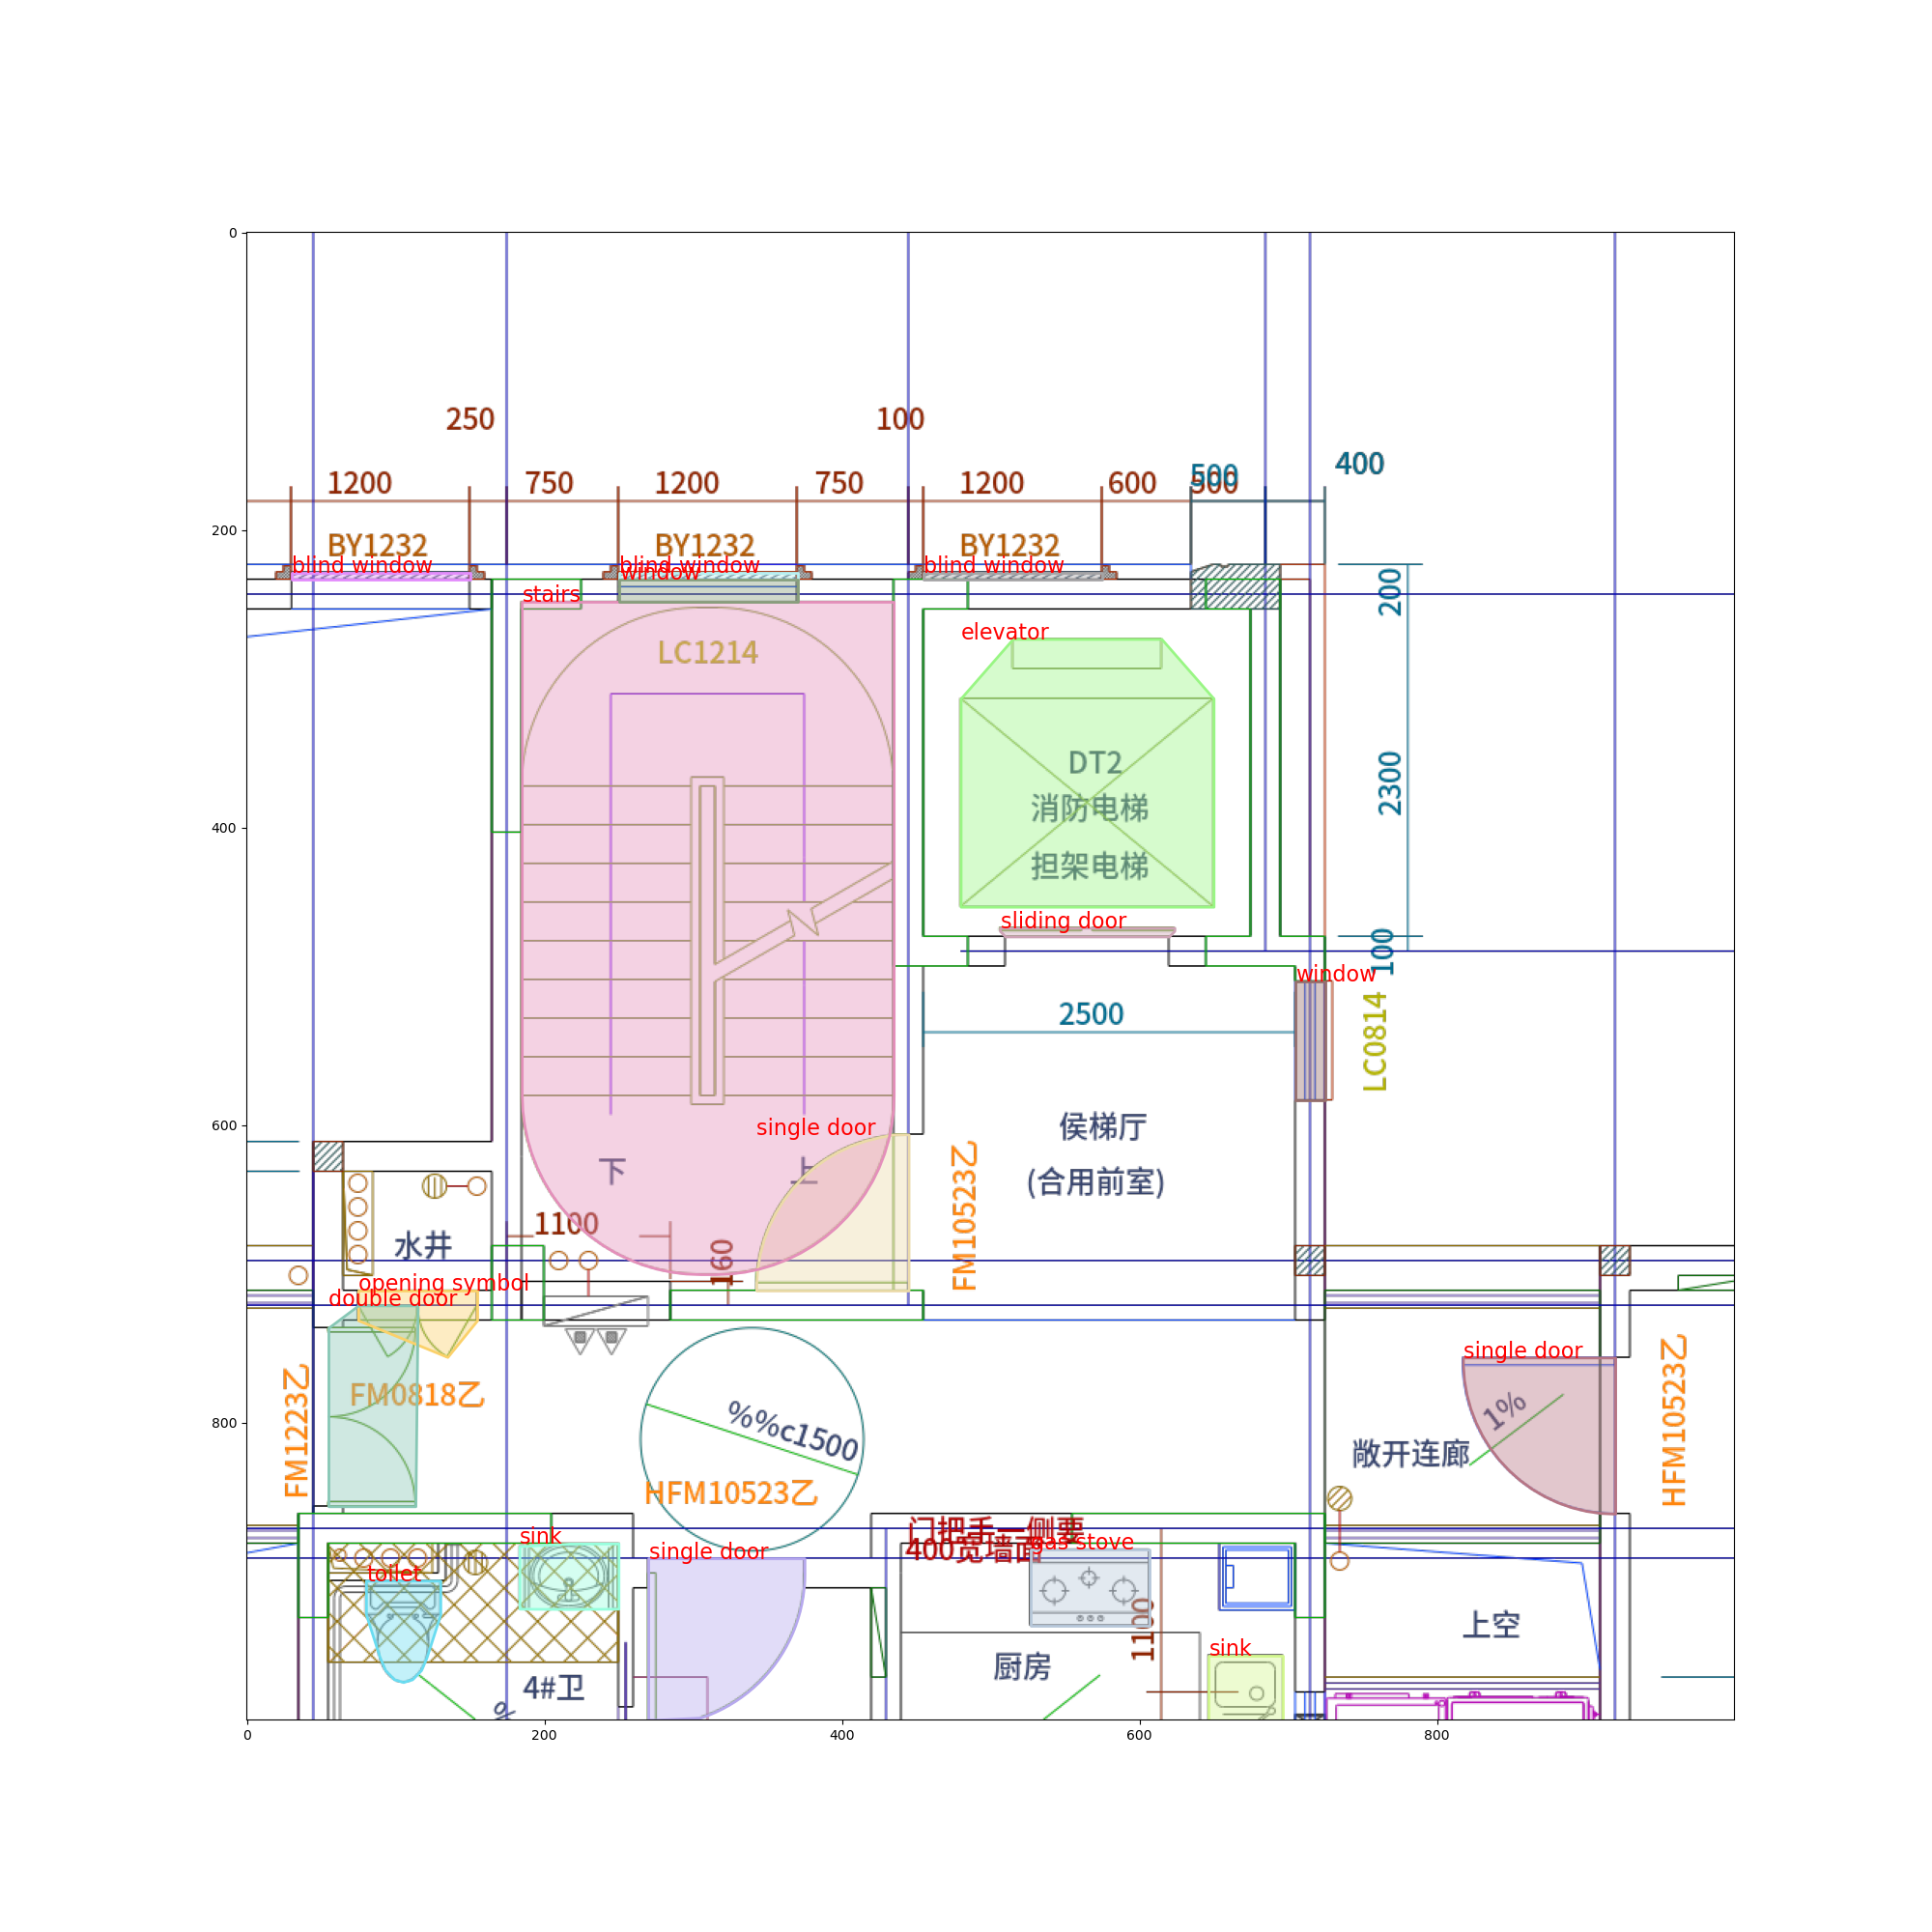 0
250
100
1200
750
1200
750
1200
600
500
500
400
200
BY1232
BY1232
BY1232
blind window
blind window
blind window
window
stairs
200
elevator
LC1214
DT2
消防电梯
担架电梯
2300
400
sliding door
100
window
2500
LC0814
600
single door
侯梯厅
(合用前室)
下
上
FM10523乙
1100
160
水井
opening symbol
double door
single door
FM1223乙
FM0818乙
1%
HFM10523乙
%%c1500
800
敞开连廊
HFM10523乙
门把手一侧要
400宽墙面
sink
gas stove
single door
toilet
1100
上空
sink
厨房
4#卫
%
0
200
400
600
800